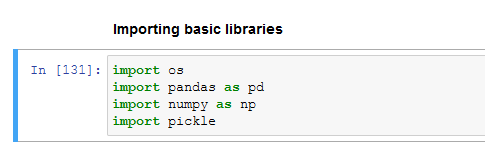 Importing basic libraries
In [131]: import os
import pandas as pd
import numpy as np
import pickle